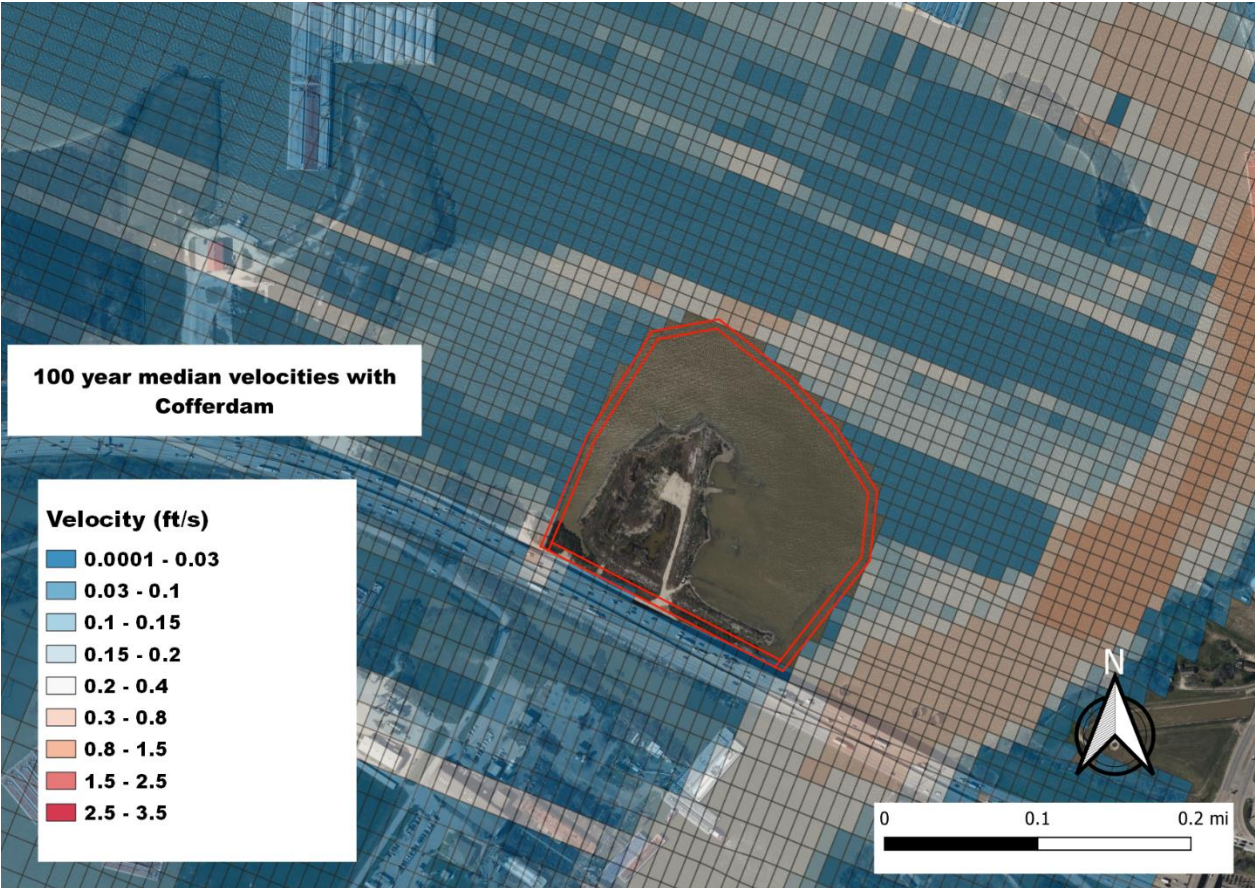 100 year median velocities with
Cofferdam
Velocity (ft/s)
0.0001 - 0.03
0.03 - 0.1
0.1 - 0.15
0.15 - 0.2
0.2 - 0.4
0.3 - 0.8
0.8 - 1.5
1.5 - 2.5
2.5 - 3.5
N
0 0.1 0.2 mi